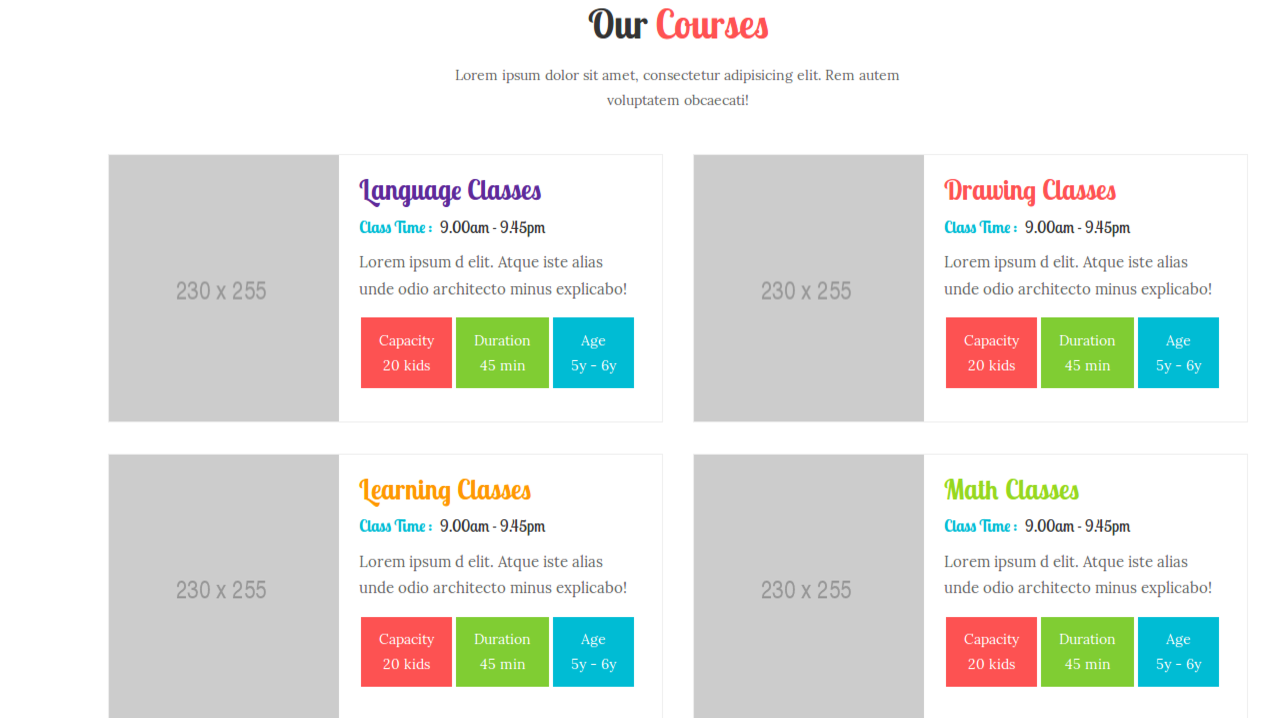 Our Courses
Lorem ipsum dolor sit amet, consectetur adipisicing elit. Rem autem
voluptatem obcaecati!
230 x 255
Language Classes
Class Time : 9.00am - 9.45pm
Lorem ipsum d elit. Atque iste alias
unde odio architecto minus explicabo!
Capacity
20 kids
Duration
45 min
Age
5y - 6y
230 x 255
Drawing Classes
Class Time : 9.00am - 9.45pm
Lorem ipsum d elit. Atque iste alias
unde odio architecto minus explicabo!
Capacity
20 kids
Duration
45 min
Age
5y - 6y
230 x 255
Learning Classes
Class Time : 9.00am - 9.45pm
Lorem ipsum d elit. Atque iste alias
unde odio architecto minus explicabo!
Capacity
20 kids
Duration
45 min
Age
5y - 6y
230 x 255
Math Classes
Class Time : 9.00am - 9.45pm
Lorem ipsum d elit. Atque iste alias
unde odio architecto minus explicabo!
Capacity
20 kids
Duration
45 min
Age
5y - 6y